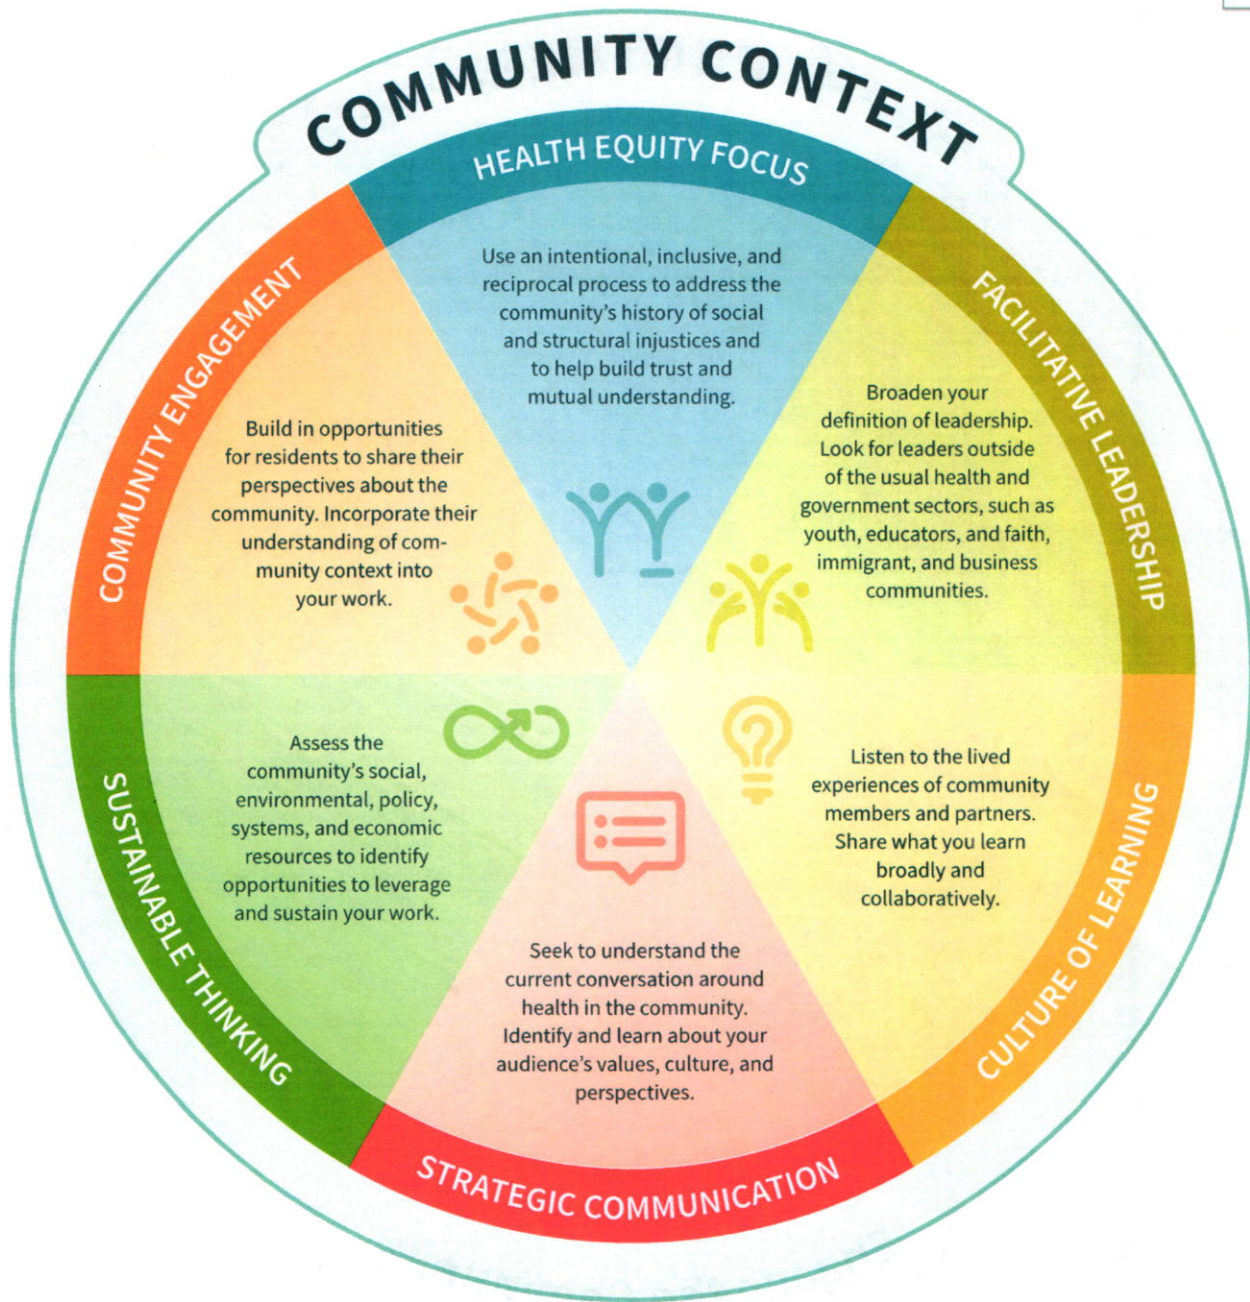 COMMUNITY CONTEXT
HEALTH EQUITY FOCUS
Use an intentional, inclusive, and
reciprocal process to address the
community's history of social
and structural injustices and
to help build trust and
mutual understanding.
FACILITATIVE LEADERSHIP
Broaden your
definition of leadership.
Look for leaders outside
of the usual health and
government sectors, such as
youth, educators, and faith,
immigrant, and business
communities.
CULTURE OF LEARNING
Listen to the lived
experiences of community
members and partners.
Share what you learn
broadly and
collaboratively.
STRATEGIC COMMUNICATION
Seek to understand the
current conversation around
health in the community.
Identify and learn about your
audience's values, culture, and
perspectives.
SUSTAINABLE THINKING
Assess the
community's social,
environmental, policy,
systems, and economic
resources to identify
opportunities to leverage
and sustain your work.
COMMUNITY ENGAGEMENT
Build in opportunities
for residents to share their
perspectives about the
community. Incorporate their
understanding of com-
munity context into
your work.